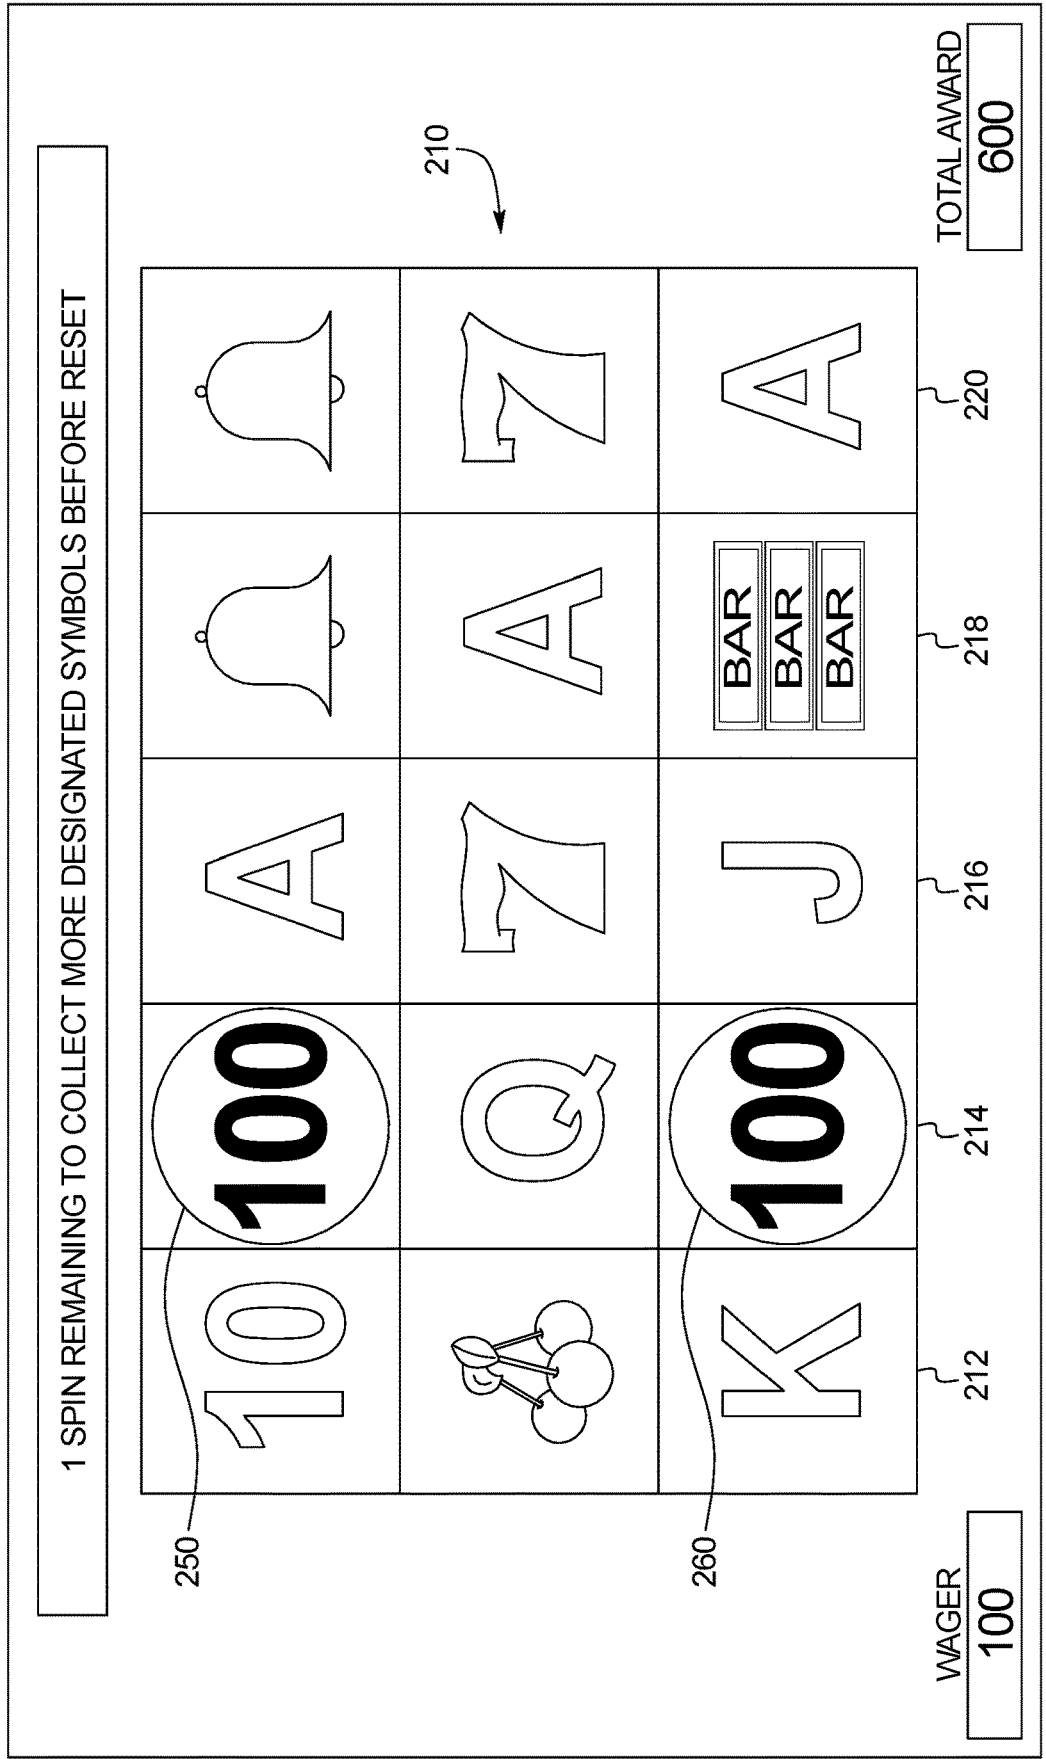 1 SPIN REMAINING TO COLLECT MORE DESIGNATED SYMBOLS BEFORE RESET
250
10 100 A
210
Q 7 A 7
260
K 100 J BAR A
BAR
BAR
212 214 216 218 220
WAGER TOTAL AWARD
100 600